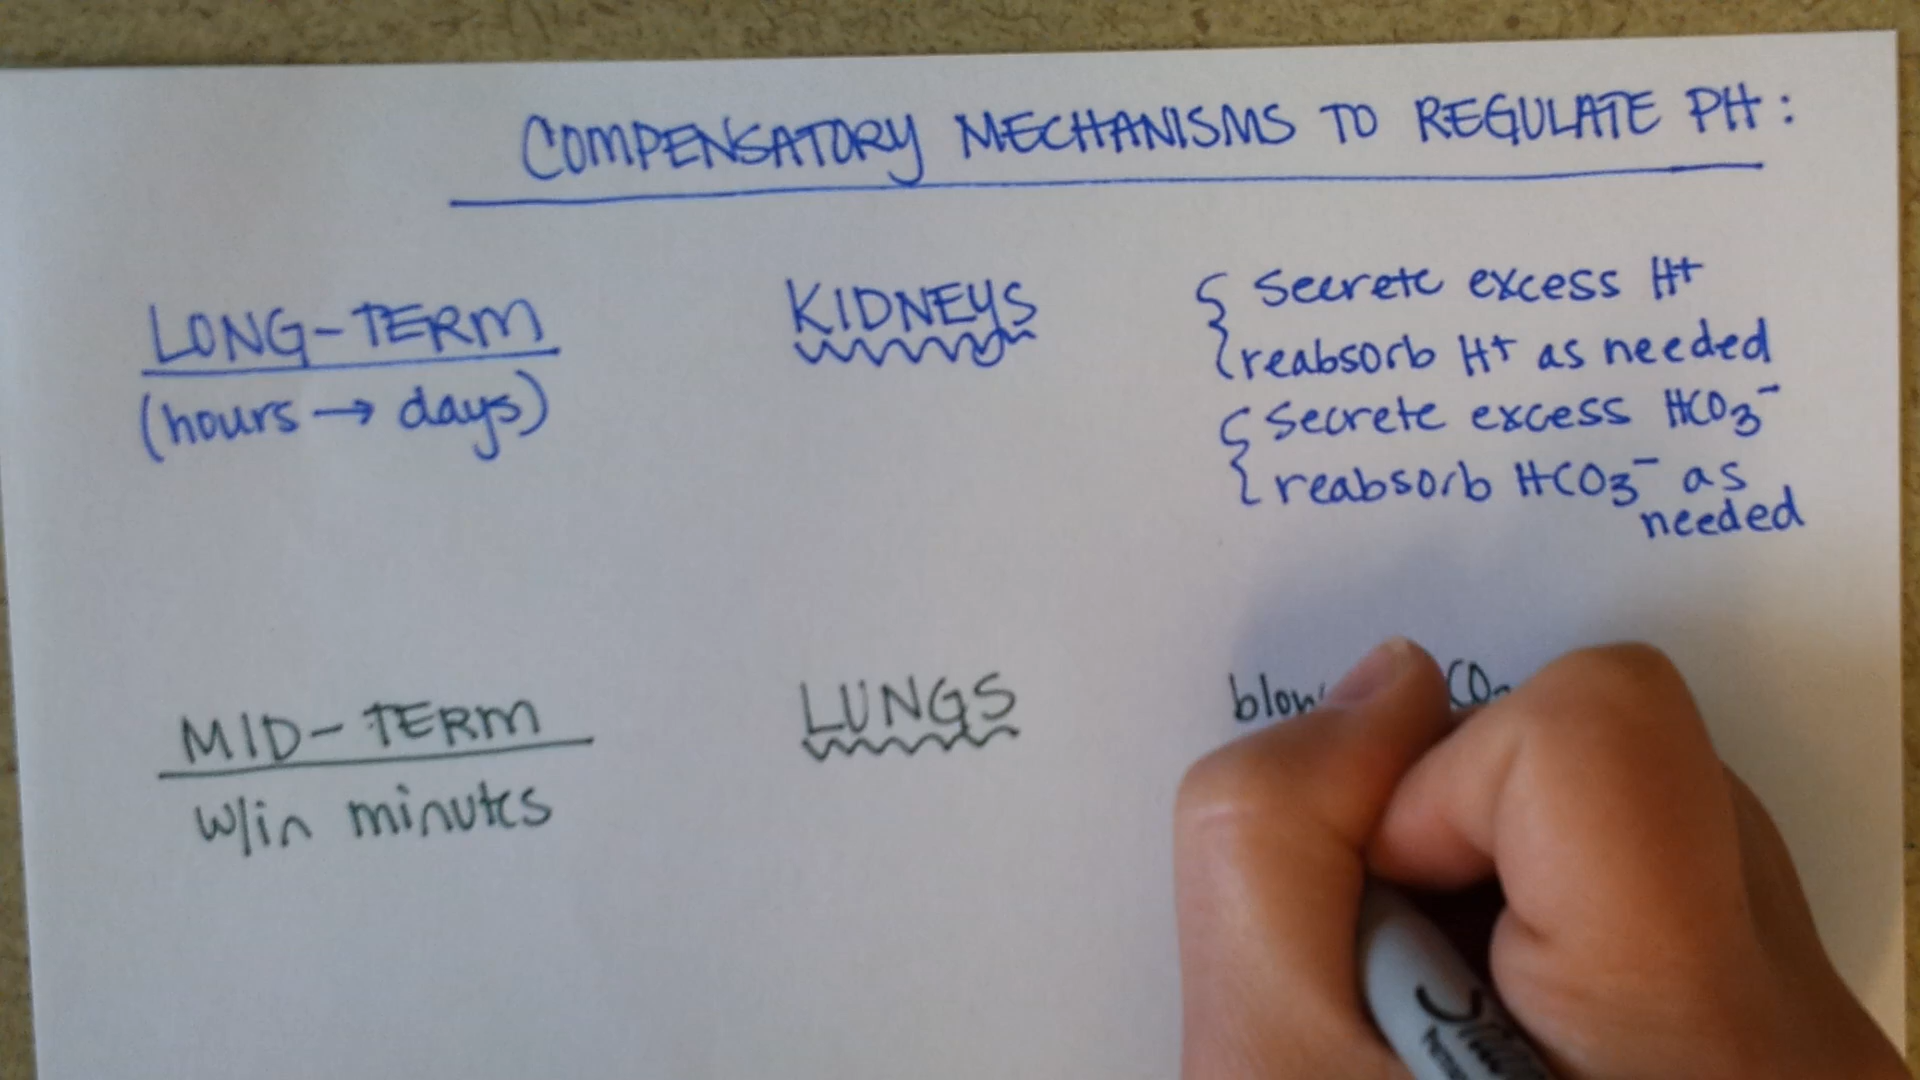 COMPENSATORY MECHANISMS TO REGULATE PH:
LONG-TERM
(hours → days)
KIDNEYS
{ Secrete excess H+
reabsorb H+ as needed
{ Secrete excess HCO3-
reabsorb HCO3- as
needed
MID-TERM
w/in minutes
LUNGS